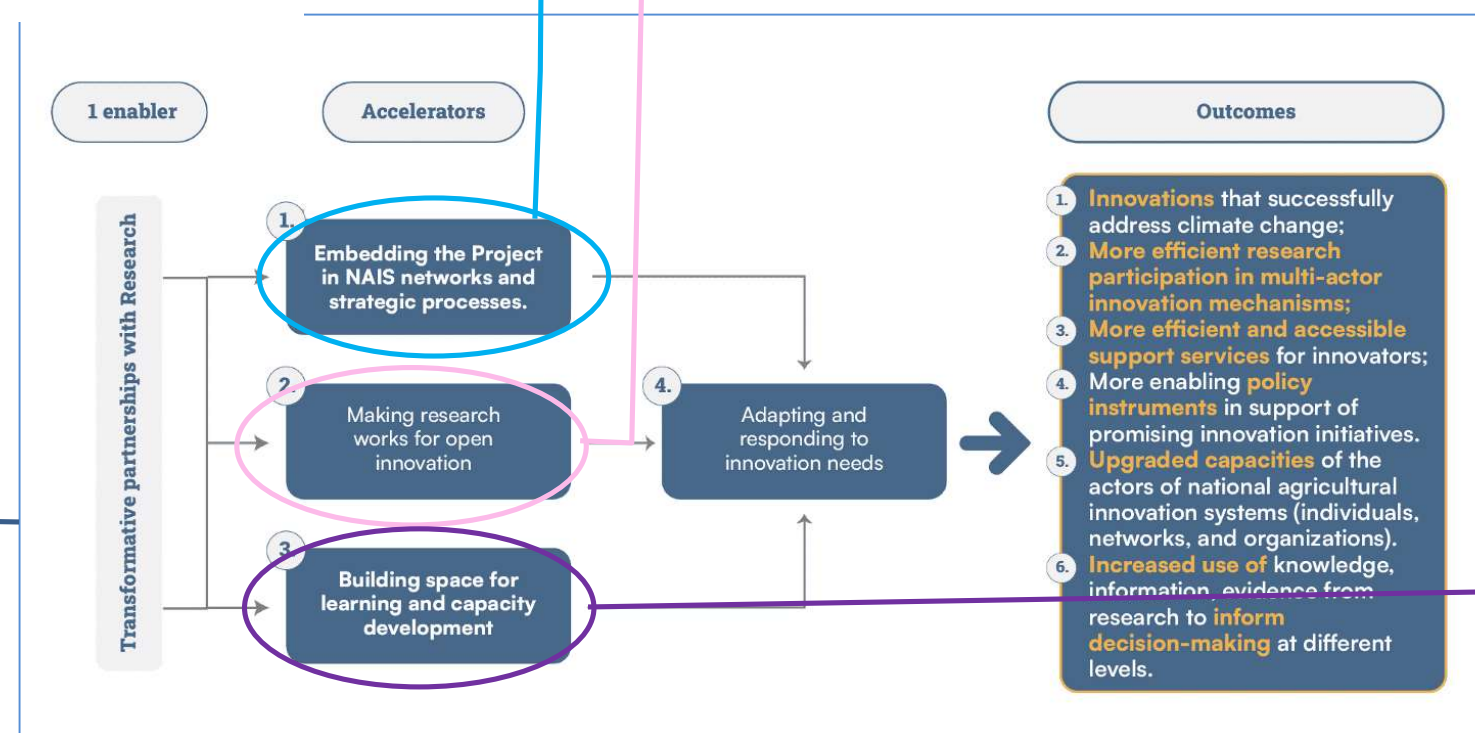 1 enabler
Accelerators
Outcomes
Transformative partnerships with Research
1.
Embedding the Project
in NAIS networks and
strategic processes.
2.
Making research
works for open
innovation
3.
Building space for
learning and capacity
development
4.
Adapting and
responding to
innovation needs
1. Innovations that successfully
address climate change;
2. More efficient research
participation in multi-actor
innovation mechanisms;
3. More efficient and accessible
support services for innovators;
4. More enabling policy
instruments in support of
promising innovation initiatives.
5. Upgraded capacities of the
actors of national agricultural
innovation systems (individuals,
networks, and organizations).
6. Increased use of knowledge,
information, evidence from
research to inform
decision-making at different
levels.